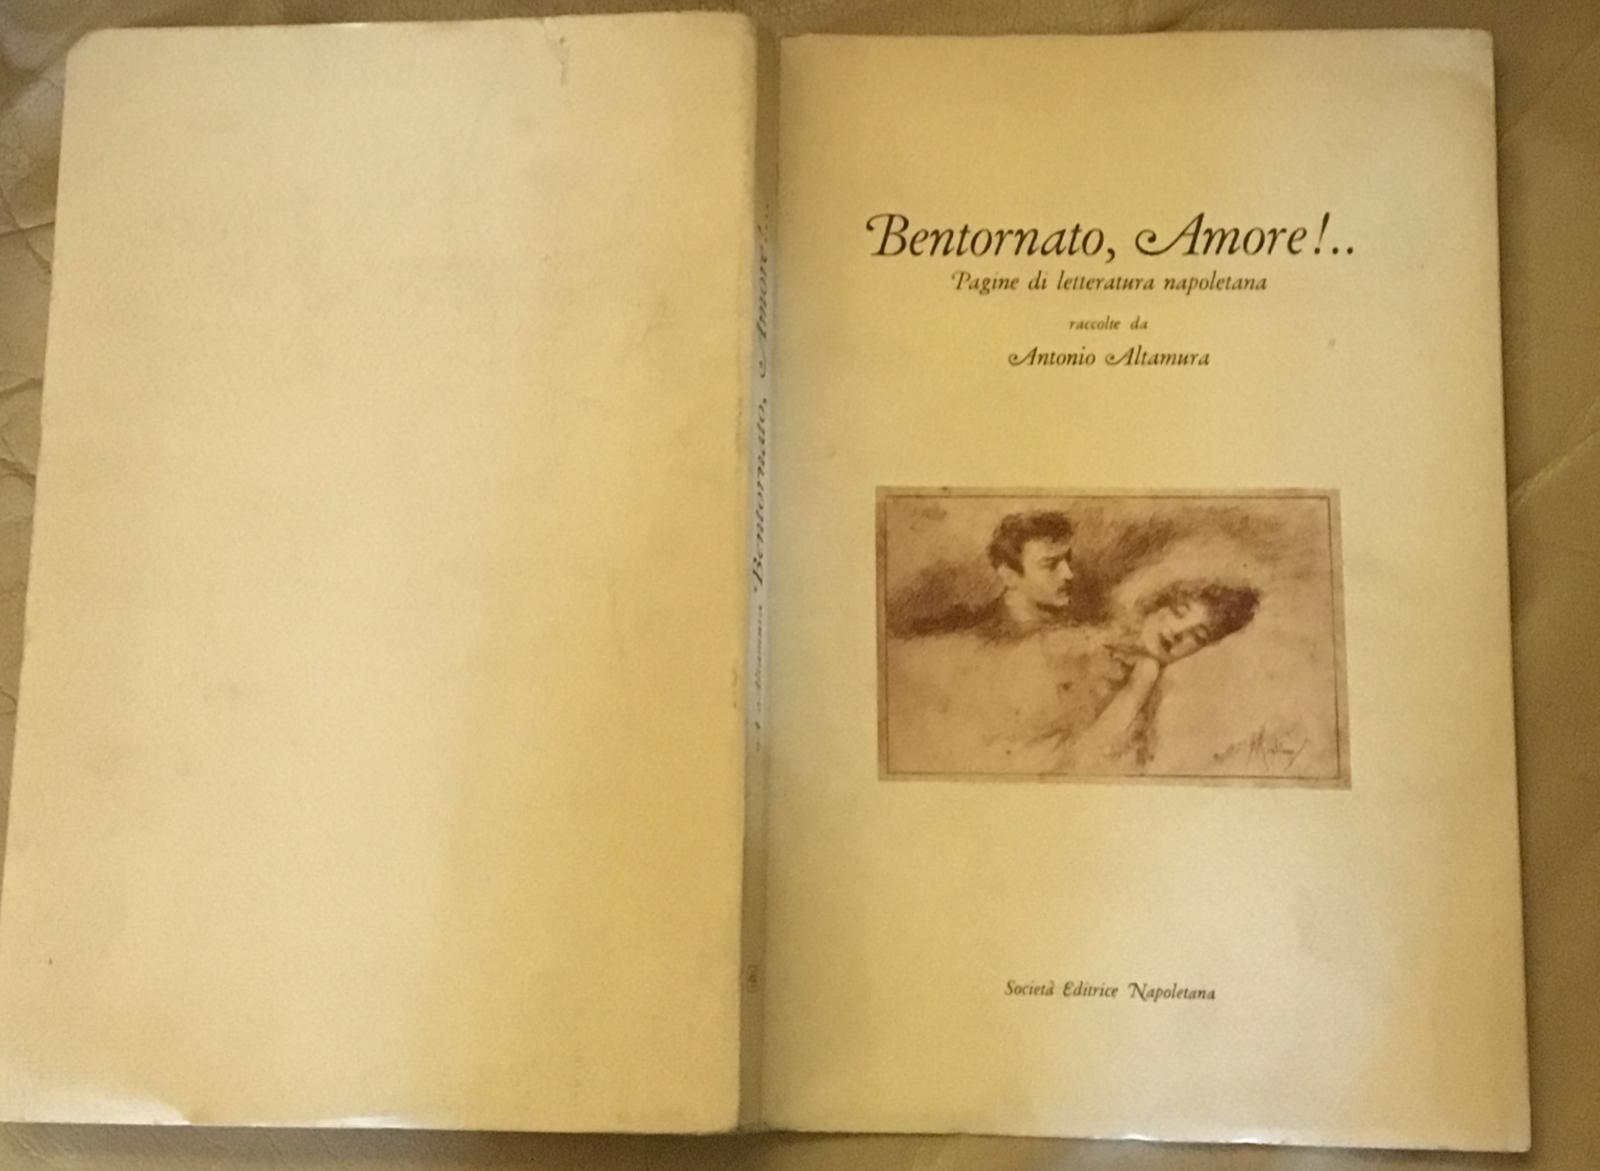 Bentornato, Amore!..
Pagine di letteratura napoletana
raccolte da
Antonio Altamura
Società Editrice Napoletana
Bentornato, Amore!..